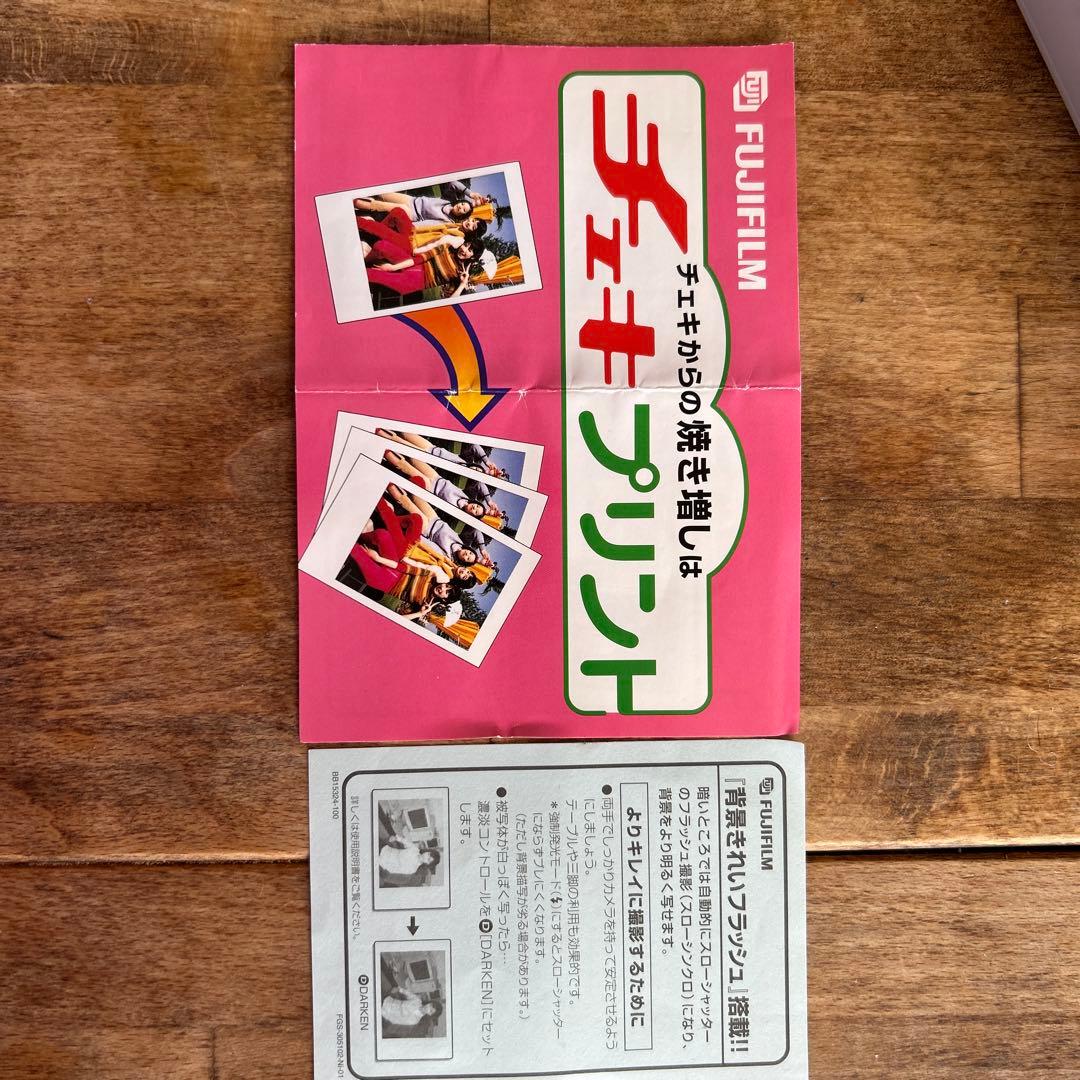 FUJIFILM
チェキからの焼き増しは
チェキプリント
FUJIFILM
『背景きれいフラッシュ』搭載!!
暗いところでは自動的にスローシャッター
のフラッシュ撮影(スローシンクロ)になり、
背景をより明るく写せます。
よりキレイに撮影するために
●両手でしっかりカメラを持って安定させるよう
にしましょう。
テーブルや三脚の利用も効果的です。
*強制発光モード(⚡)にするとスローシャッター
にならずブレにくくなります。
(ただし背景描写が劣る場合があります。)
●被写体が白っぽく写ったら…
濃淡コントロールをD[DARKEN]にセット
します。
D DARKEN
詳しくは使用説明書をご覧ください。
BB15324-100
FGS-305102-Ni-01